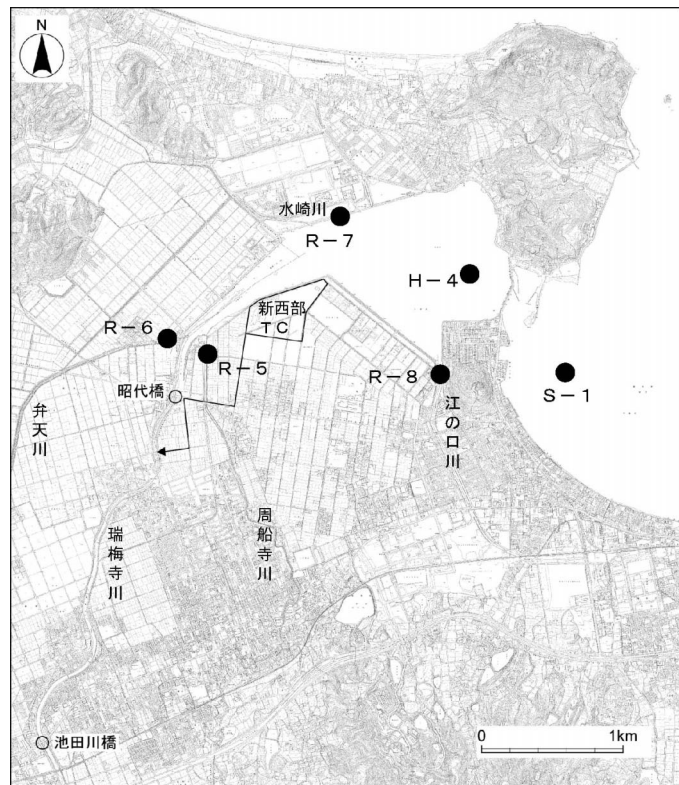 N
水崎川
R-7
H-4
新西部
TC
R-6
R-5
昭代橋
R-8
S-1
弁天川
江の口川
瑞梅寺川
周船寺川
0 1km
池田川橋